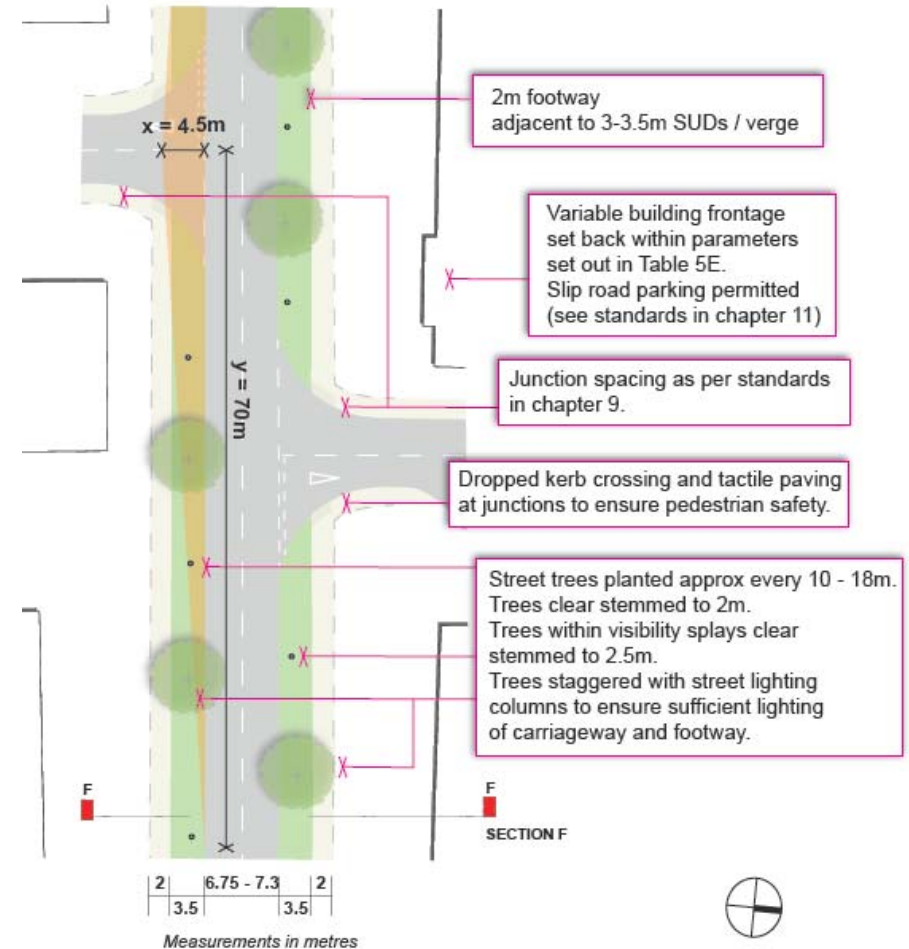 2m footway
adjacent to 3-3.5m SUDs / verge
x = 4.5m
Variable building frontage
set back within parameters
set out in Table 5E.
Slip road parking permitted
(see standards in chapter 11)
y = 70m
Junction spacing as per standards
in chapter 9.
Dropped kerb crossing and tactile paving
at junctions to ensure pedestrian safety.
Street trees planted approx every 10 - 18m.
Trees clear stemmed to 2m.
Trees within visibility splays clear
stemmed to 2.5m.
Trees staggered with street lighting
columns to ensure sufficient lighting
of carriageway and footway.
F
F
SECTION F
2 6.75 - 7.3 2
3.5 3.5
Measurements in metres